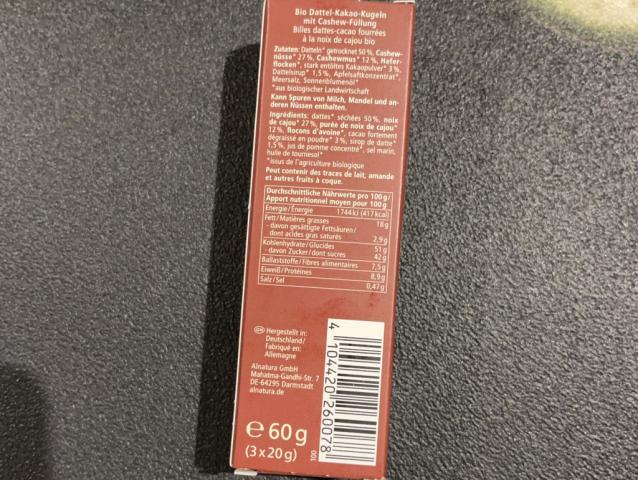 Bio Dattel-Kakao-Kugeln
mit Cashew-Füllung
Billes dattes-cacao fourrées
à la noix de cajou bio
Zutaten: Datteln* getrocknet 50 %, Cashew-
nüsse* 27 %, Cashewmus* 12 %, Hafer-
flocken*, stark entöltes Kakaopulver* 3 %,
Dattelsirup* 1,5 %, Apfelsaftkonzentrat*,
Meersalz, Sonnenblumenöl*
*aus biologischer Landwirtschaft
Kann Spuren von Milch, Mandel und an-
deren Nüssen enthalten.
Ingrédients: dattes* séchées 50 %, noix
de cajou* 27 %, purée de noix de cajou*
12 %, flocons d'avoine*, cacao fortement
dégraissé en poudre* 3 %, sirop de datte*
1,5 %, jus de pomme concentré*, sel marin,
huile de tournesol*
*issus de l'agriculture biologique
Peut contenir des traces de lait, amande
et autres fruits à coque.
Durchschnittliche Nährwerte pro 100 g/
Apport nutritionnel moyen pour 100 g
Energie/Énergie 1744 kJ (417 kcal)
Fett/Matières grasses 18 g
- davon gesättigte Fettsäuren/
dont acides gras saturés 2,9 g
Kohlenhydrate/Glucides 51 g
- davon Zucker/dont sucres 42 g
Ballaststoffe/Fibres alimentaires 7,5 g
Eiweiß/Protéines 8,9 g
Salz/Sel 0,47 g
Hergestellt in:
Deutschland/
Fabriqué en:
Allemagne
Alnatura GmbH
Mahatma-Gandhi-Str. 7
DE-64295 Darmstadt
alnatura.de
e 60 g
(3 x 20 g)
100
4 104420 260078